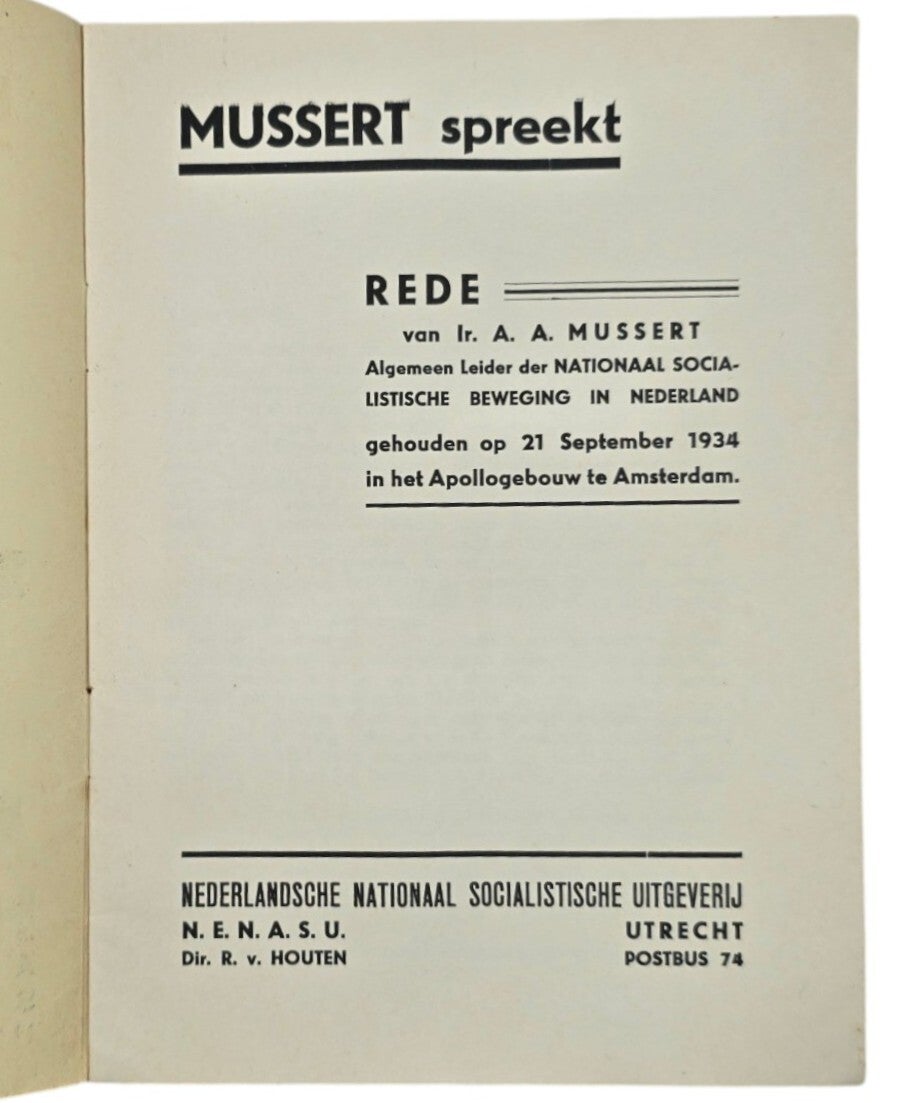 MUSSERT spreekt
REDE
van Ir. A. A. MUSSERT
Algemeen Leider der NATIONAAL SOCIA-
LISTISCHE BEWEGING IN NEDERLAND
gehouden op 21 September 1934
in het Apollogebouw te Amsterdam.
NEDERLANDSCHE NATIONAAL SOCIALISTISCHE UITGEVERIJ
N. E. N. A. S. U. UTRECHT
Dir. R. v. HOUTEN POSTBUS 74